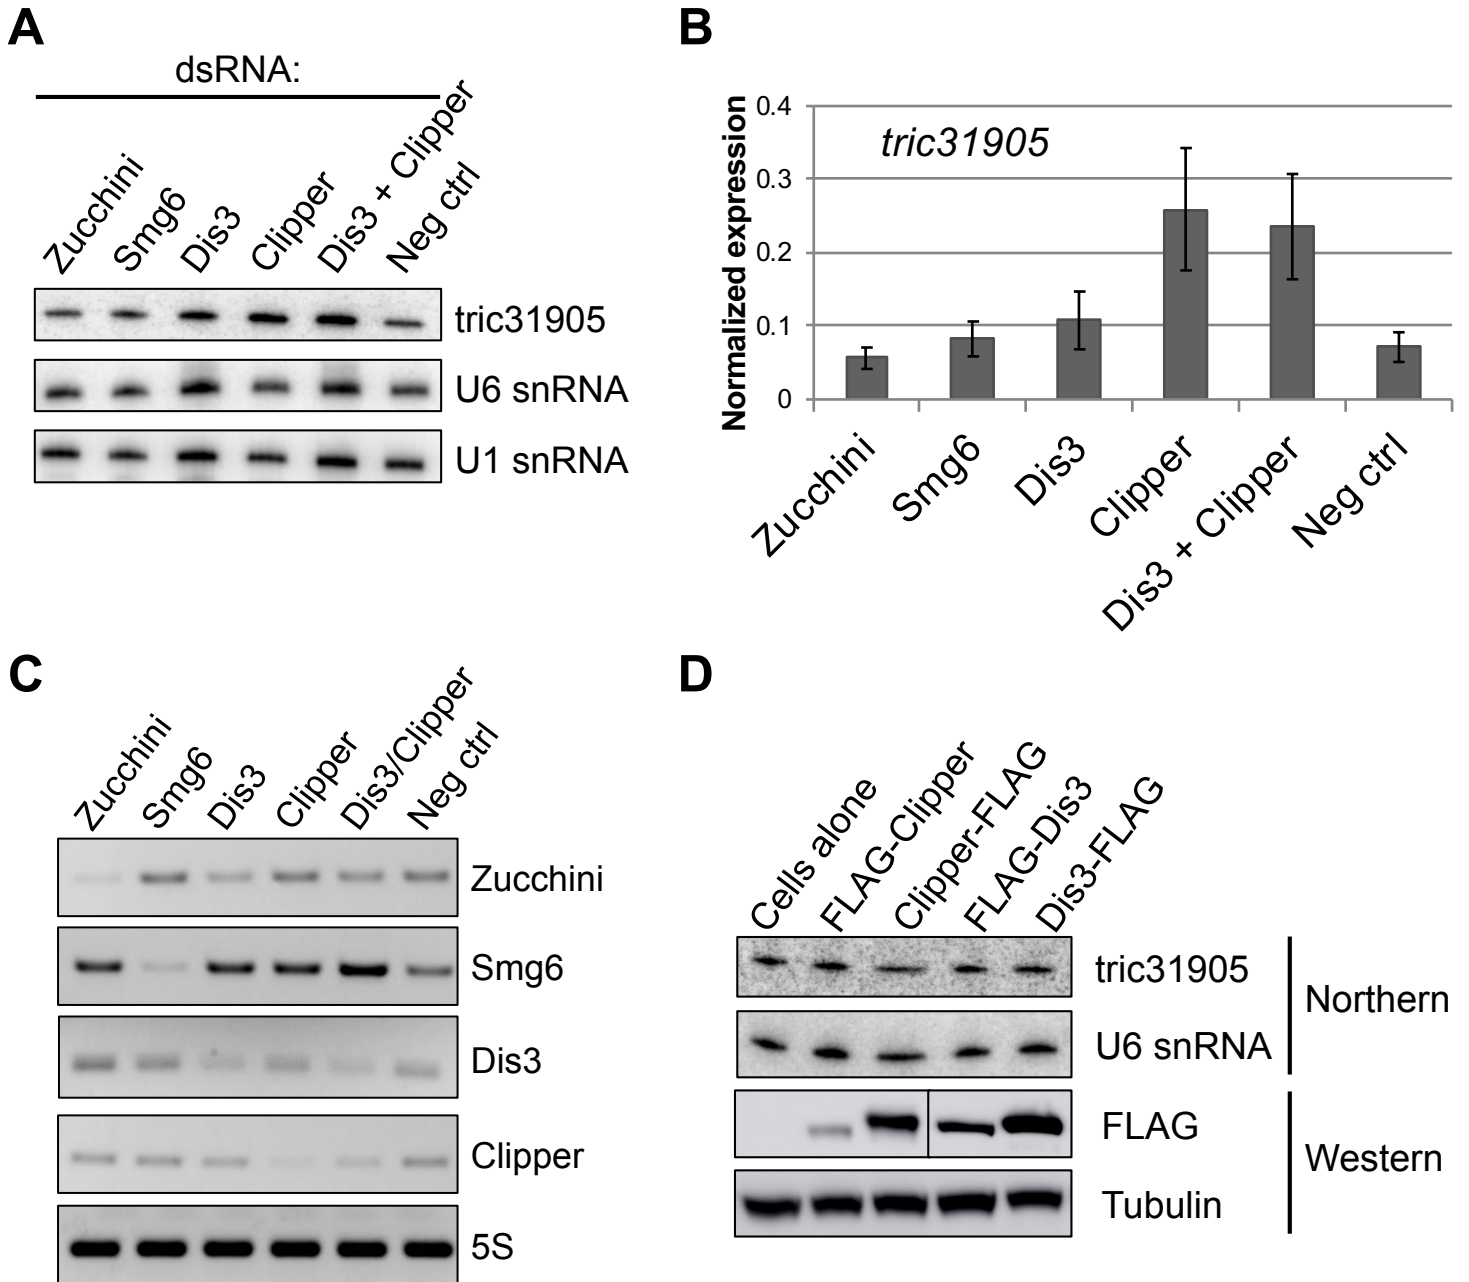 A
dsRNA:
Zucchini
Smg6
Dis3
Clipper
Dis3 + Clipper
Neg ctrl
tric31905
U6 snRNA
U1 snRNA
B
Normalized expression
0.4
0.3
0.2
0.1
0
tric31905
Zucchini
Smg6
Dis3
Clipper
Dis3 + Clipper
Neg ctrl
C
Zucchini
Smg6
Dis3
Clipper
Dis3/Clipper
Neg ctrl
Zucchini
Smg6
Dis3
Clipper
5S
D
Cells alone
FLAG-Clipper
Clipper-FLAG
FLAG-Dis3
Dis3-FLAG
tric31905
U6 snRNA
Northern
FLAG
Tubulin
Western